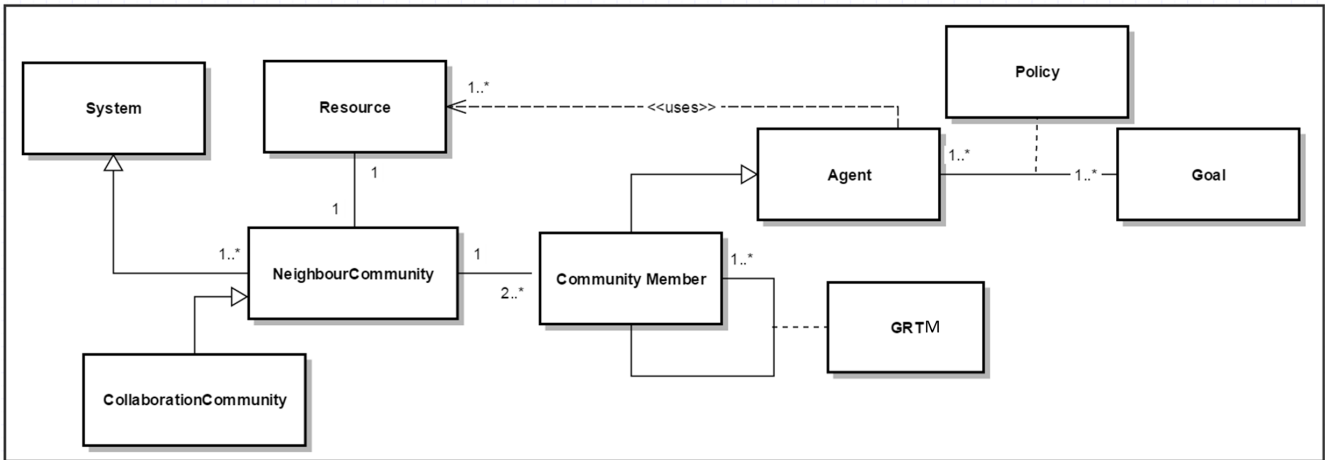 Policy
System
Resource
1..*
<<uses>>
Agent
1..*
1..*
Goal
1
1
1..*
NeighbourCommunity
1
2..*
Community Member
1..*
GRTM
CollaborationCommunity